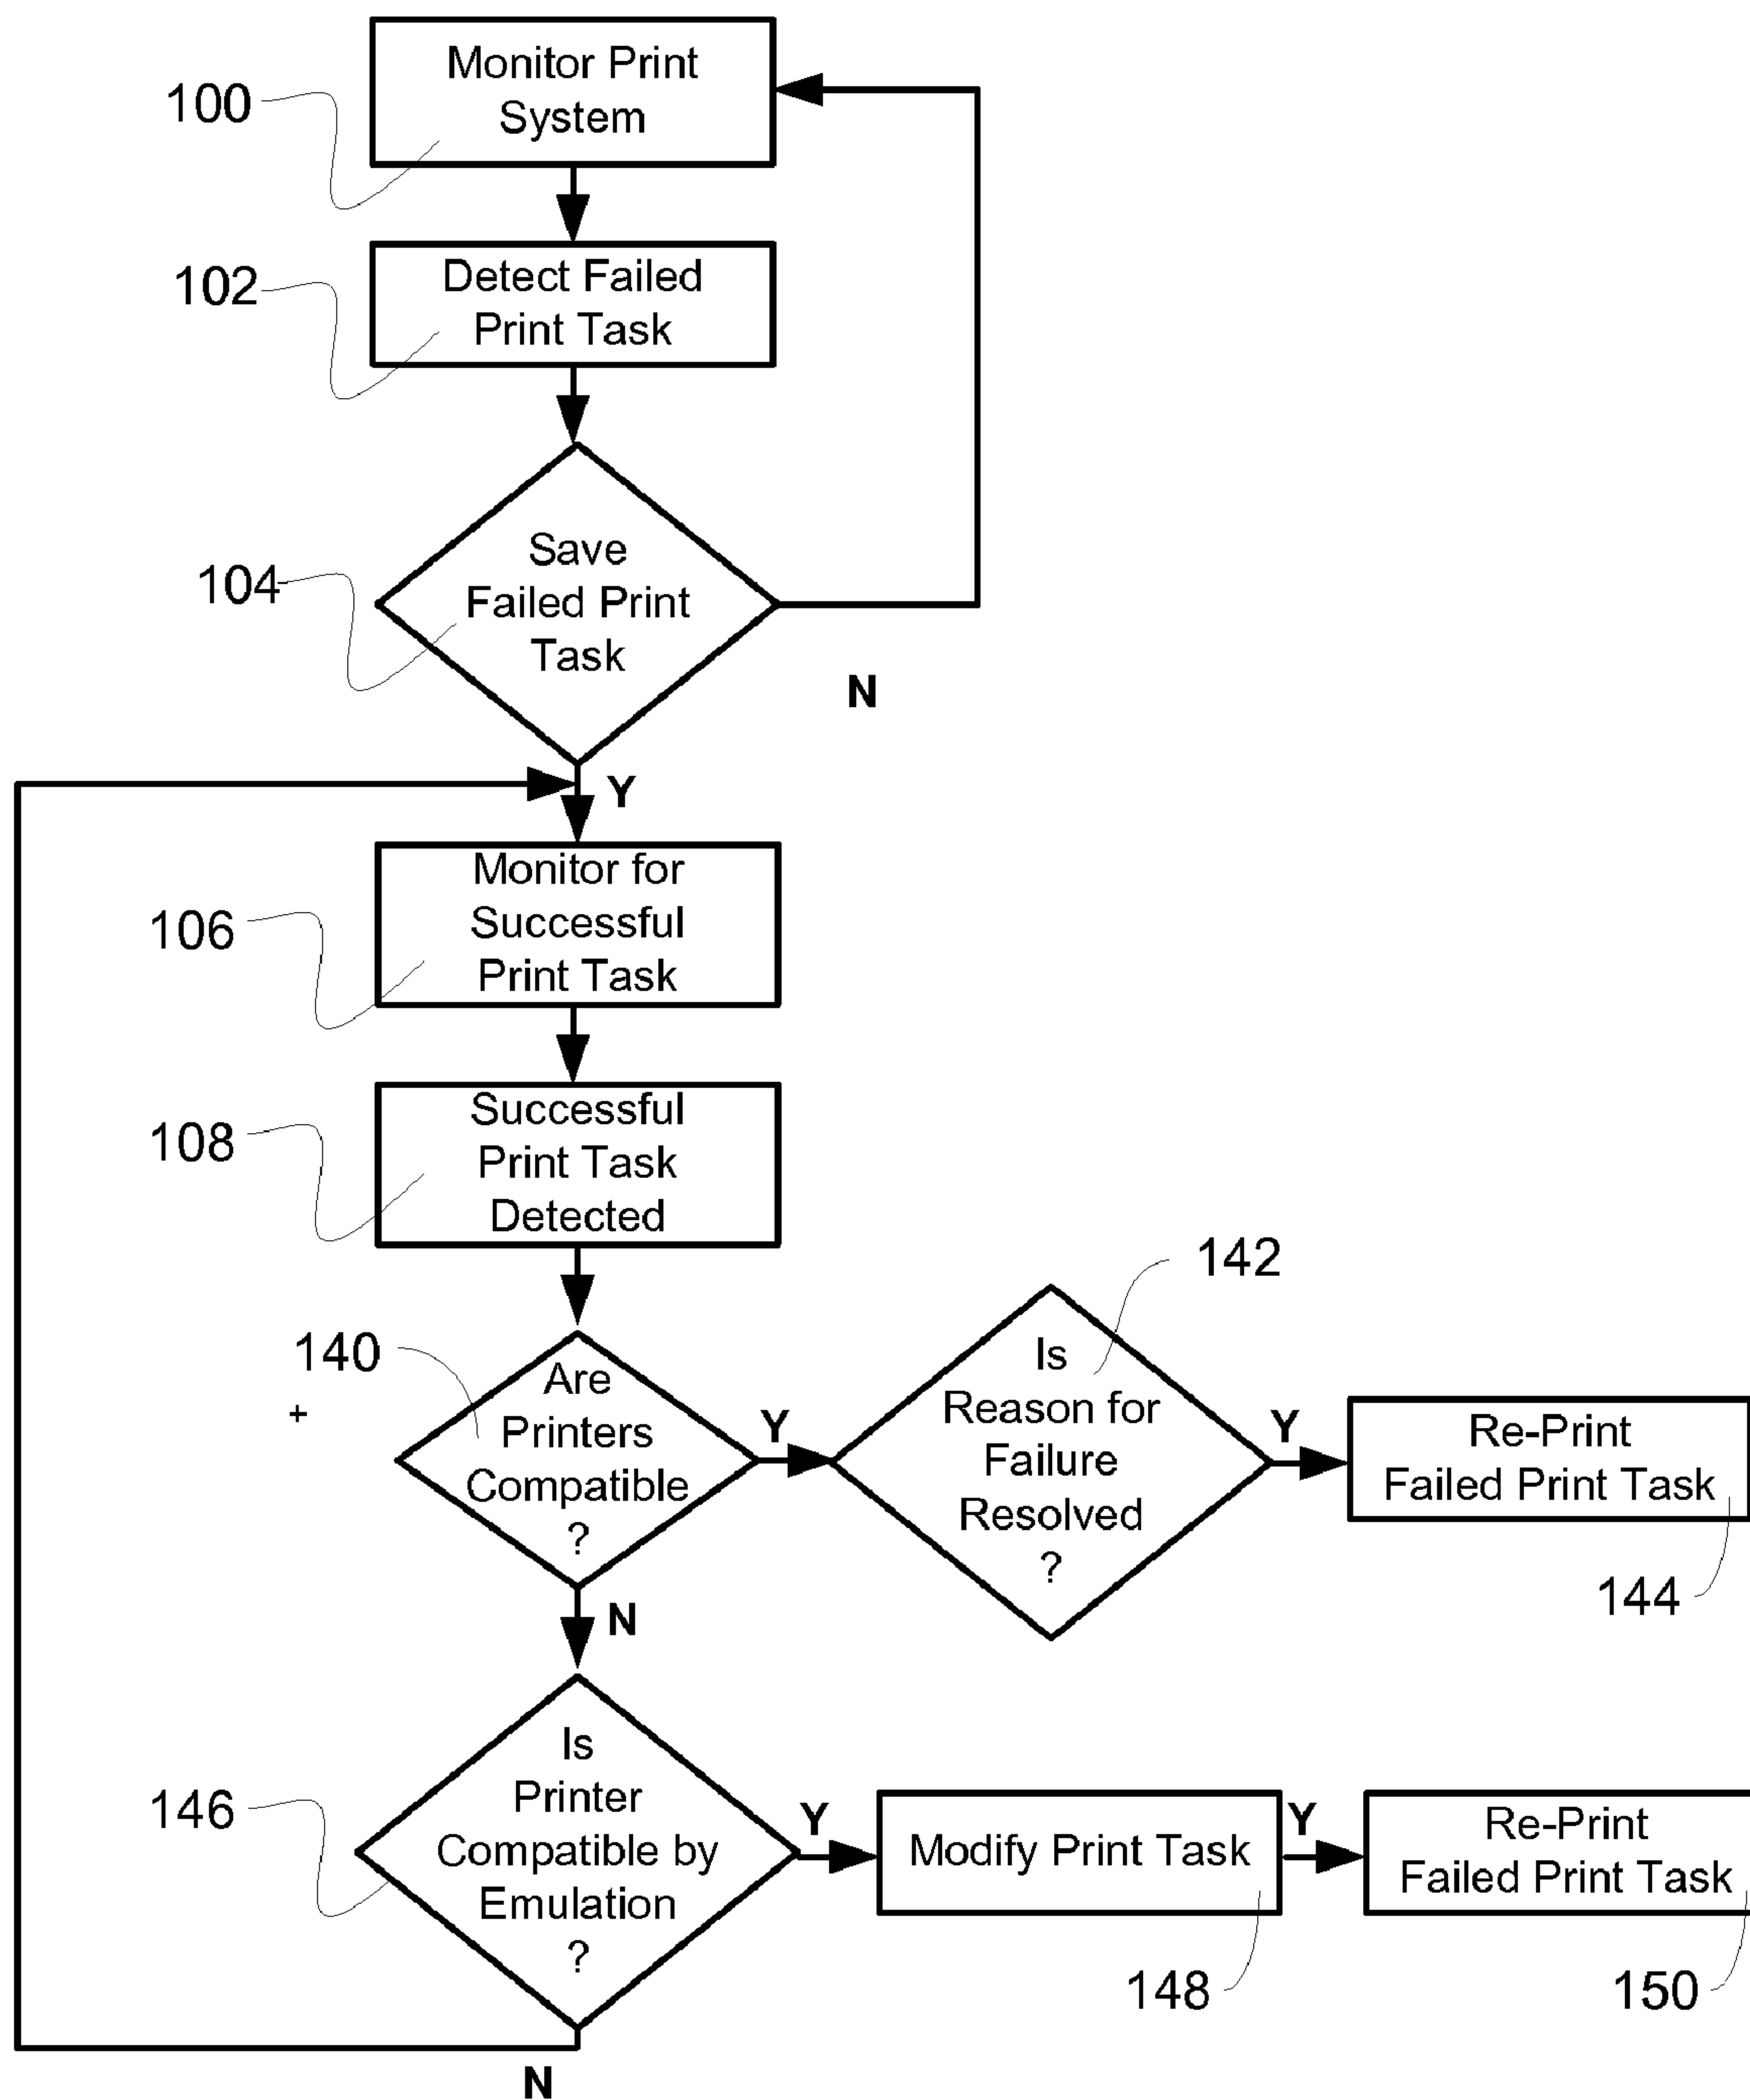 Monitor Print
System
100
Detect Failed
Print Task
102
Save
Failed Print
Task
104
N
Y
Monitor for
Successful
Print Task
106
Successful
Print Task
Detected
108
142
140
+
Are
Printers
Compatible
?
Y
Is
Reason for
Failure
Resolved
?
Y
Re-Print
Failed Print Task
144
N
Is
Printer
Compatible by
Emulation
?
146
Y
Modify Print Task
148
Y
Re-Print
Failed Print Task
150
N